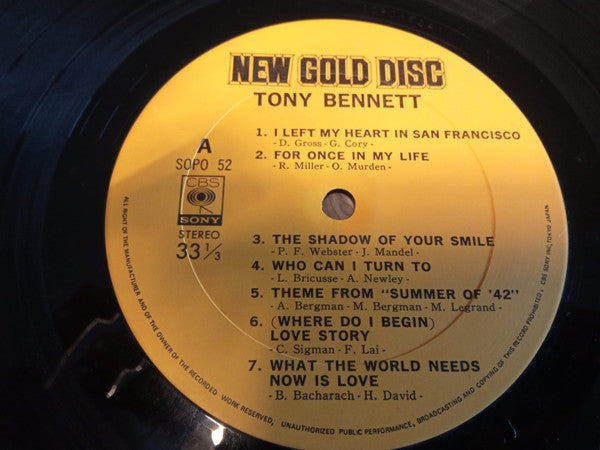 NEW GOLD DISC
TONY BENNETT
A
SOPO 52
CBS
SONY
STEREO
33 1/3
1. I LEFT MY HEART IN SAN FRANCISCO
- D. Gross - G. Cory -
2. FOR ONCE IN MY LIFE
- R. Miller - O. Murden -
3. THE SHADOW OF YOUR SMILE
- P. F. Webster - J. Mandel -
4. WHO CAN I TURN TO
- L. Bricusse - A. Newley -
5. THEME FROM "SUMMER OF '42"
- A. Bergman - M. Bergman - M. Legrand -
6. (WHERE DO I BEGIN)
LOVE STORY
- C. Sigman - F. Lai -
7. WHAT THE WORLD NEEDS
NOW IS LOVE
- B. Bacharach - H. David -
ALL RIGHT OF THE MANUFACTURER AND OF THE OWNER OF THE RECORDED WORK RESERVED, UNAUTHORIZED PUBLIC PERFORMANCE, BROADCASTING AND COPYING OF THIS RECORD PROHIBITED.
CBS SONY INC, TOKYO JAPAN